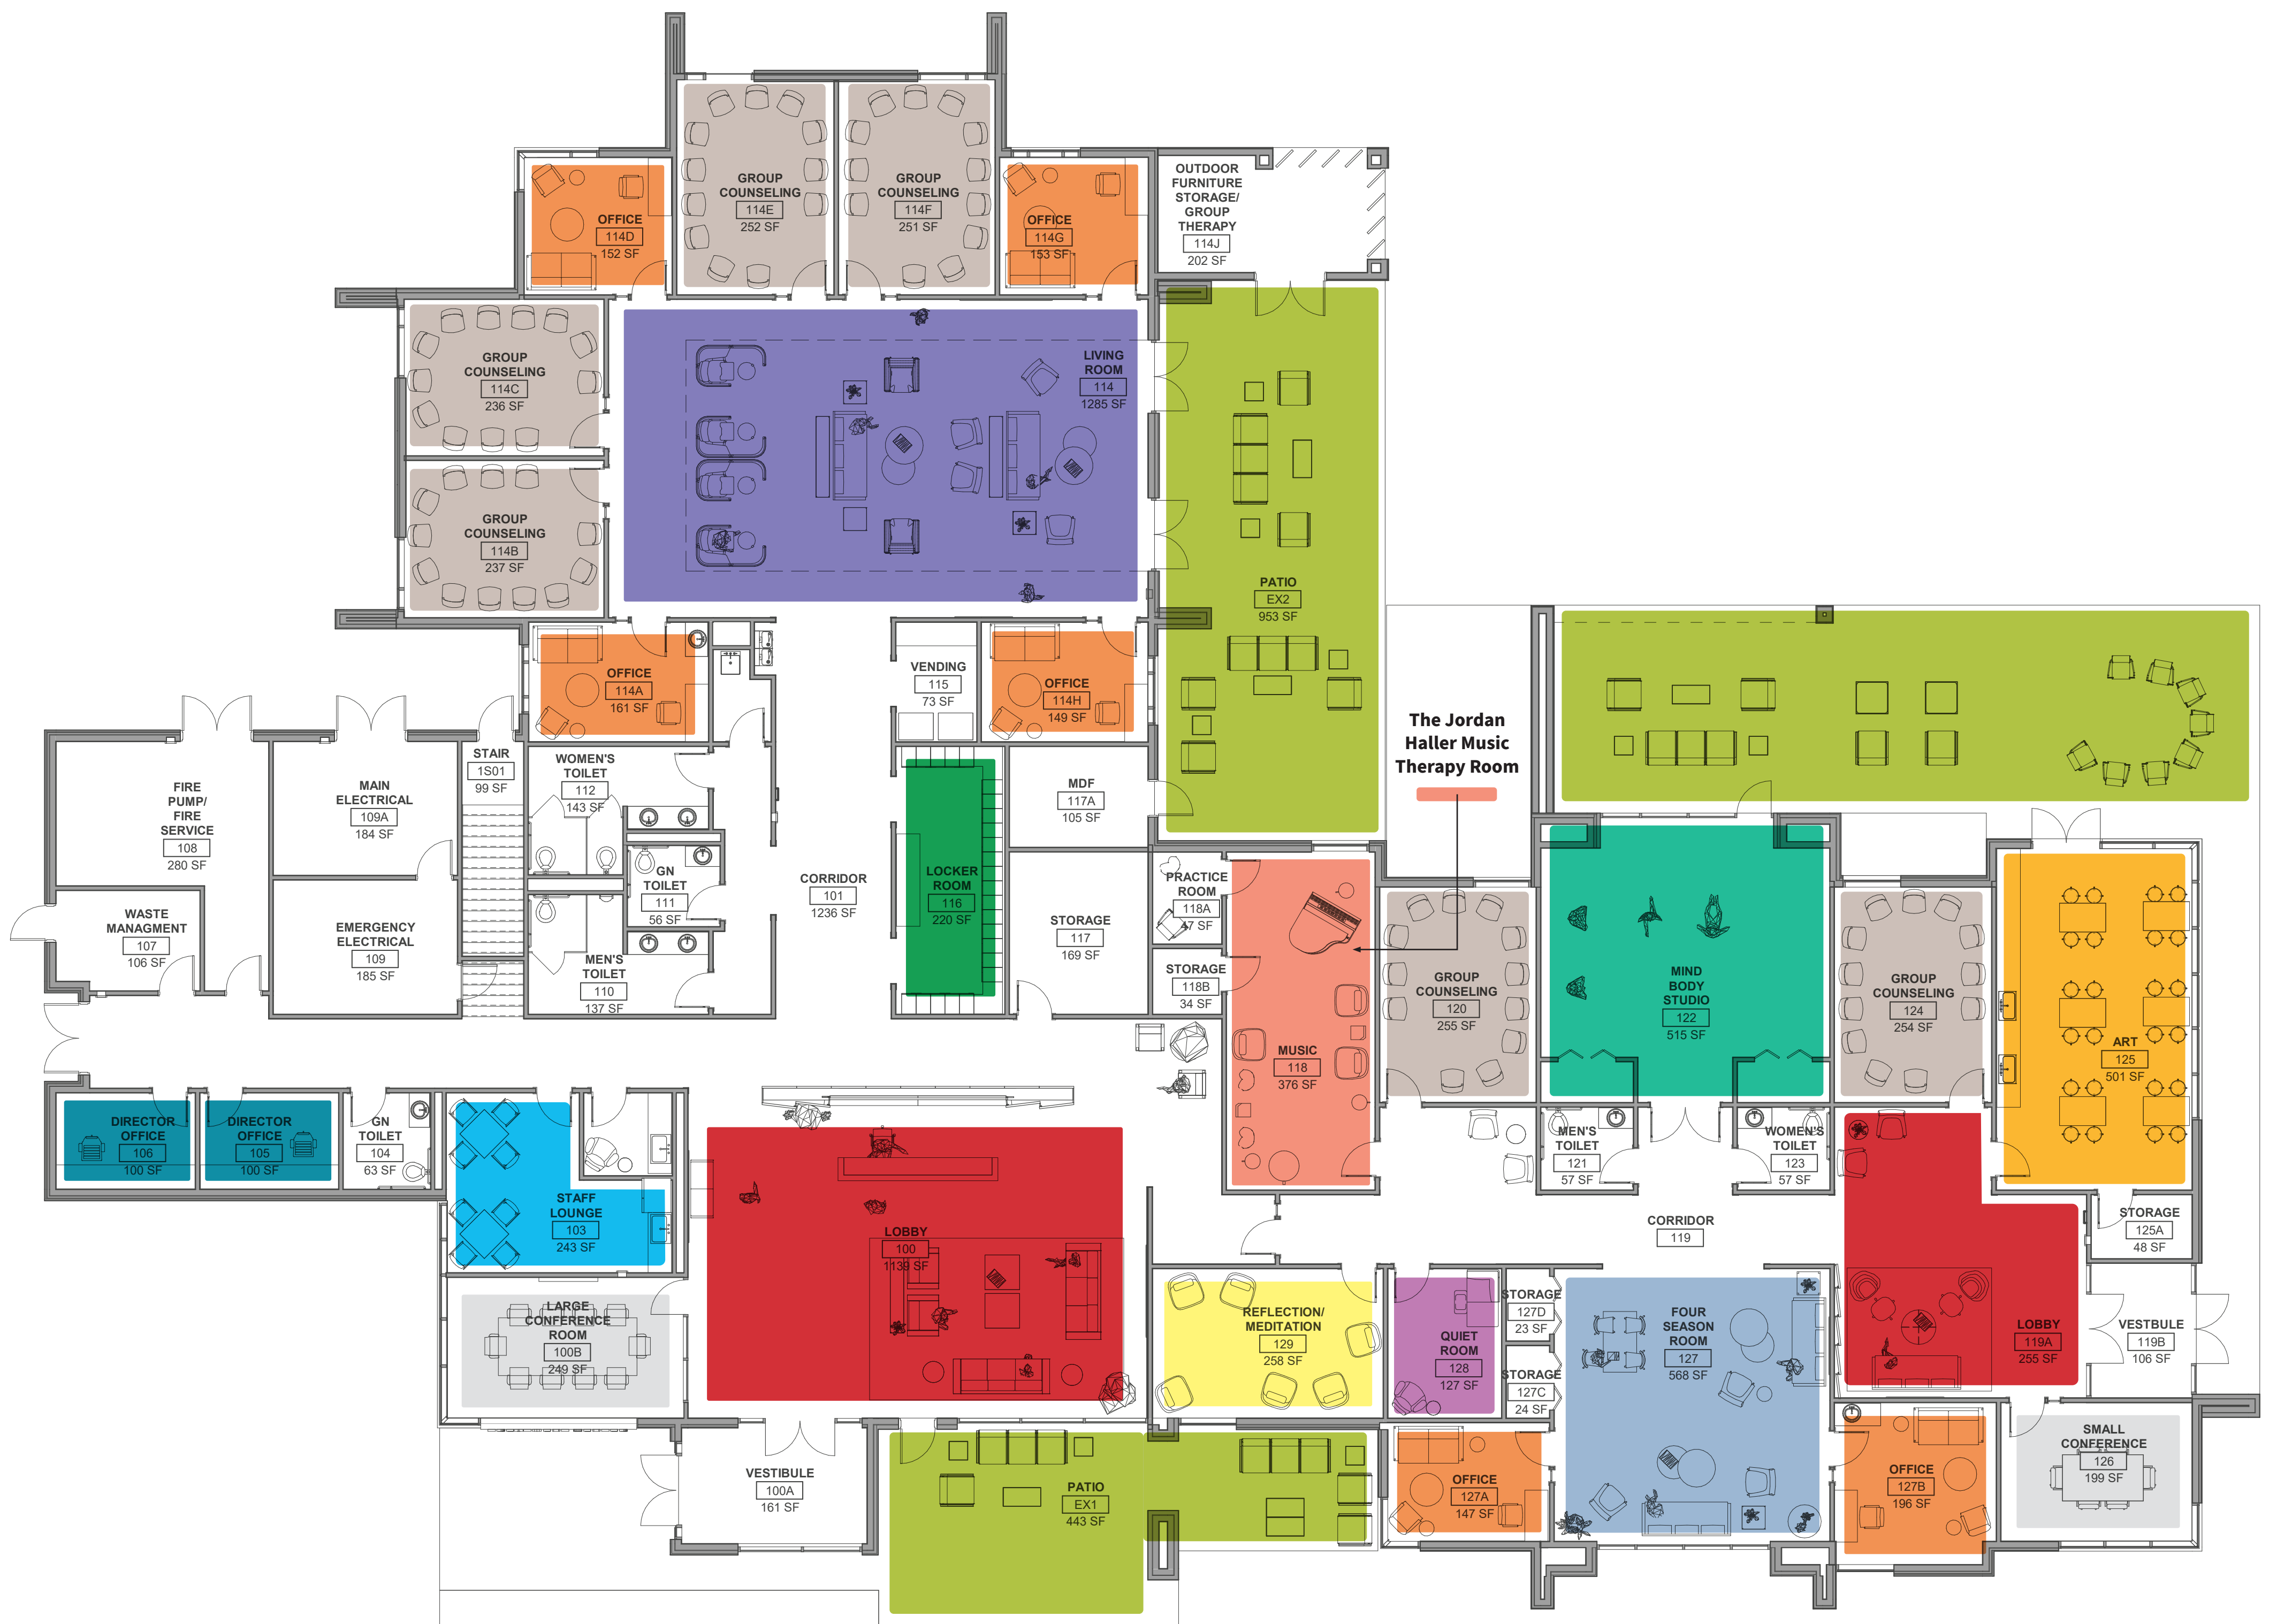 GROUP
COUNSELING
114E
252 SF
GROUP
COUNSELING
114F
251 SF
OFFICE
114D
152 SF
OFFICE
114G
153 SF
OUTDOOR
FURNITURE
STORAGE/
GROUP
THERAPY
114J
202 SF
GROUP
COUNSELING
114C
236 SF
LIVING
ROOM
114
1285 SF
GROUP
COUNSELING
114B
237 SF
PATIO
EX2
953 SF
OFFICE
114A
161 SF
VENDING
115
73 SF
OFFICE
114H
149 SF
The Jordan
Haller Music
Therapy Room
STAIR
1S01
99 SF
WOMEN'S
TOILET
112
143 SF
MDF
117A
105 SF
FIRE
PUMP/
FIRE
SERVICE
108
280 SF
MAIN
ELECTRICAL
109A
184 SF
GN
TOILET
111
56 SF
CORRIDOR
101
1236 SF
LOCKER
ROOM
116
220 SF
PRACTICE
ROOM
118A
7 SF
WASTE
MANAGMENT
107
106 SF
EMERGENCY
ELECTRICAL
109
185 SF
MEN'S
TOILET
110
137 SF
STORAGE
117
169 SF
STORAGE
118B
34 SF
MUSIC
118
376 SF
GROUP
COUNSELING
120
255 SF
MIND
BODY
STUDIO
122
515 SF
GROUP
COUNSELING
124
254 SF
ART
125
501 SF
DIRECTOR
OFFICE
106
100 SF
DIRECTOR
OFFICE
105
100 SF
GN
TOILET
104
63 SF
STAFF
LOUNGE
103
243 SF
LOBBY
100
1139 SF
MEN'S
TOILET
121
57 SF
WOMEN'S
TOILET
123
57 SF
CORRIDOR
119
STORAGE
125A
48 SF
LARGE
CONFERENCE
ROOM
100B
249 SF
REFLECTION/
MEDITATION
129
258 SF
QUIET
ROOM
128
127 SF
STORAGE
127D
23 SF
STORAGE
127C
24 SF
FOUR
SEASON
ROOM
127
568 SF
LOBBY
119A
255 SF
VESTBULE
119B
106 SF
VESTIBULE
100A
161 SF
PATIO
EX1
443 SF
OFFICE
127A
147 SF
OFFICE
127B
196 SF
SMALL
CONFERENCE
126
199 SF